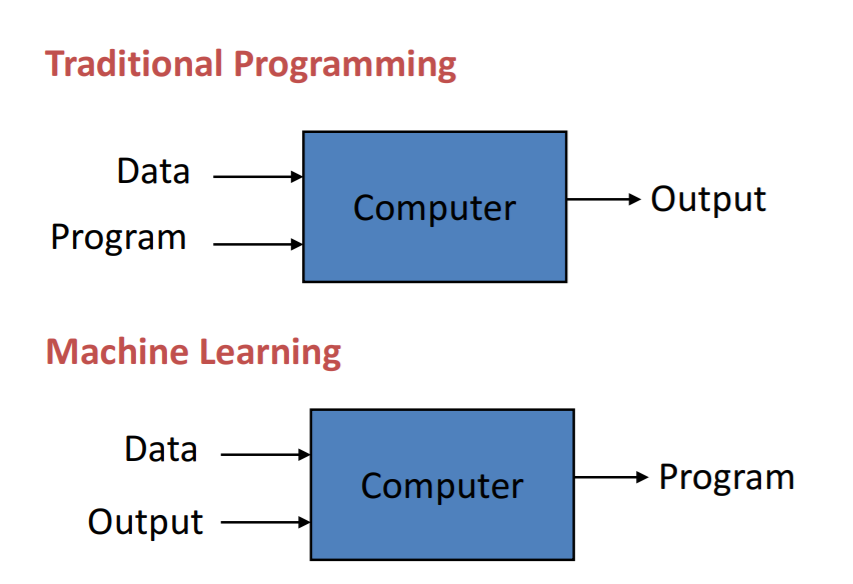 Traditional Programming
Data
Program
Computer
Output
Machine Learning
Data
Output
Computer
Program